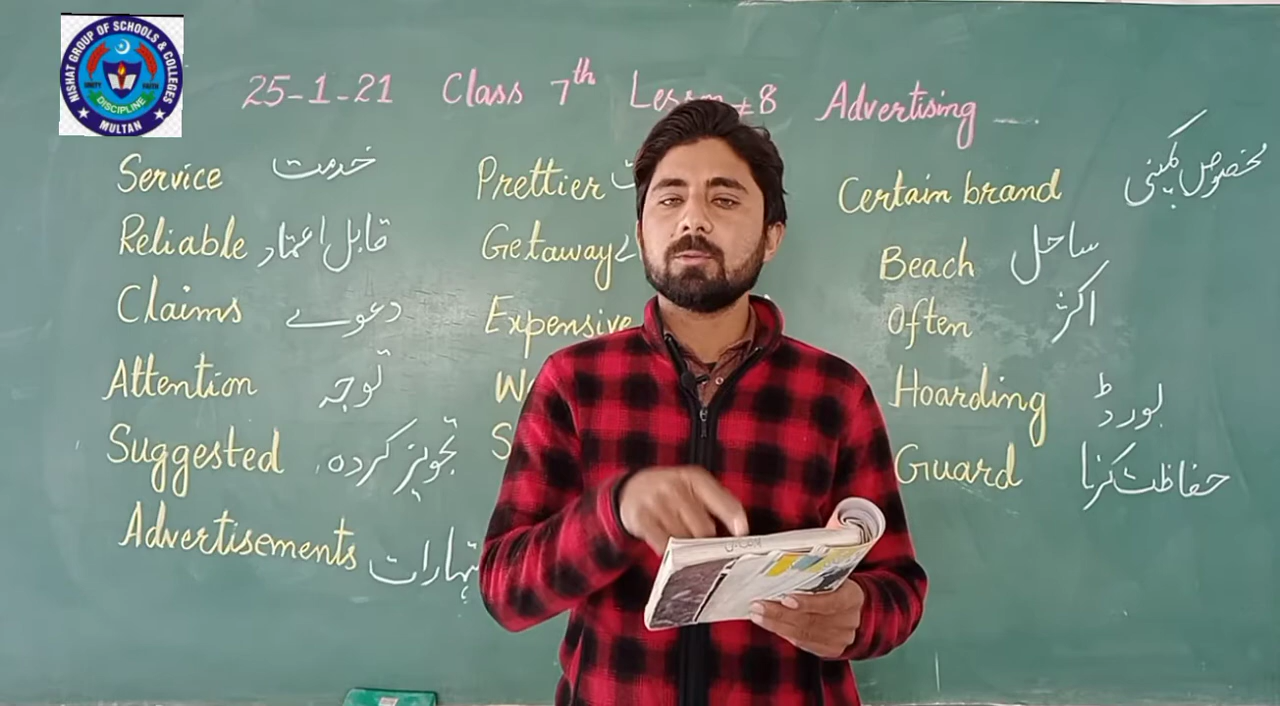 NISHAT GROUP OF SCHOOLS & COLLEGES
UNITY FAITH
DISCIPLINE
MULTAN
25-1-21 Class 7th 8 Advertising
Service خدمت
Reliable قابل اعتماد
Claims دعوے
Attention توجہ
Suggested تجویز کردہ
Advertisements
Prettier
Getaway
Expensive
Certain brand مخصوص کمپنی
Beach ساحل
Often اکثر
Hoarding بورڈ
Guard حفاظت کرنا